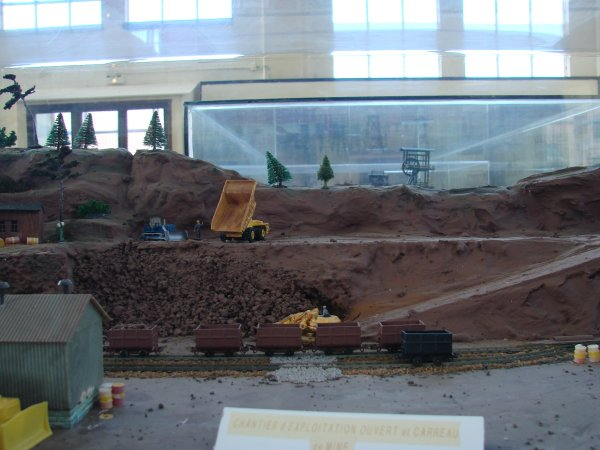 CHANTIER d'EXPLOITATION OUVERT et CARREAU
de MINE